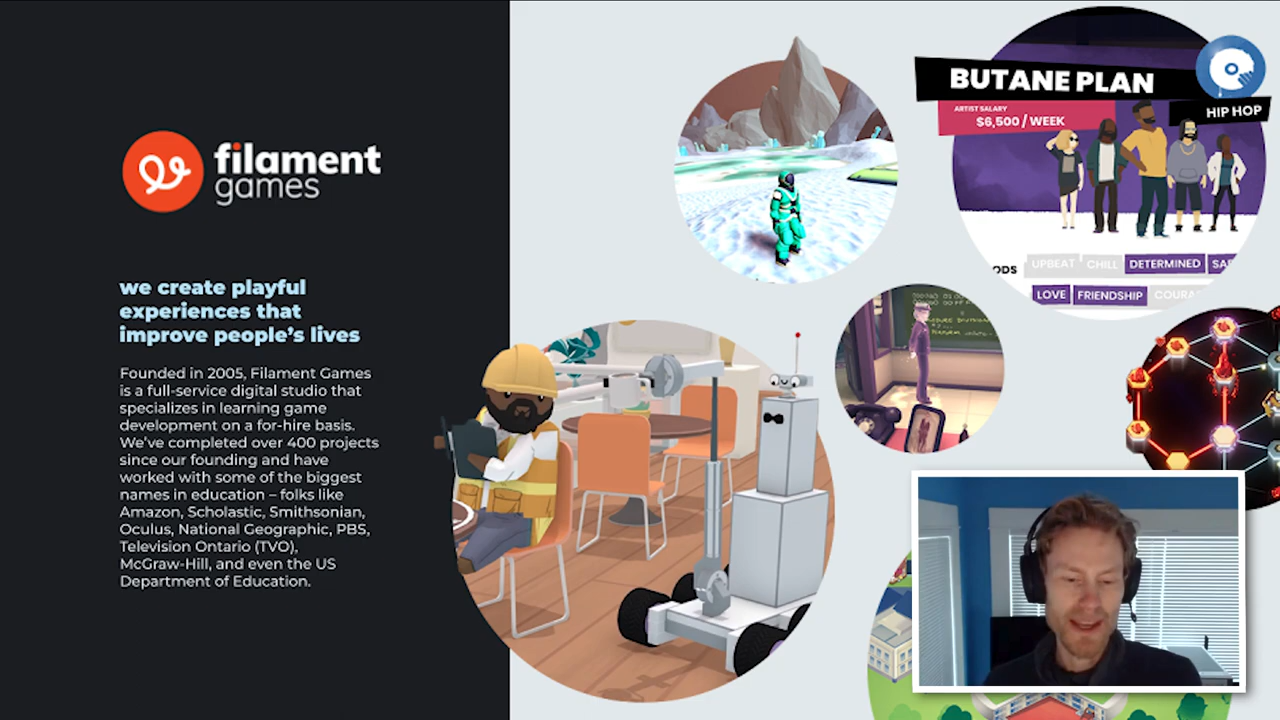 filament
games
we create playful
experiences that
improve people's lives
Founded in 2005, Filament Games
is a full-service digital studio that
specializes in learning game
development on a for-hire basis.
We've completed over 400 projects
since our founding and have
worked with some of the biggest
names in education – folks like
Amazon, Scholastic, Smithsonian,
Oculus, National Geographic, PBS,
Television Ontario (TVO),
McGraw-Hill, and even the US
Department of Education.
BUTANE PLAN
ARTIST SALARY
$6,500 / WEEK
HIP HOP
UPBEAT CHILL DETERMINED
LOVE FRIENDSHIP